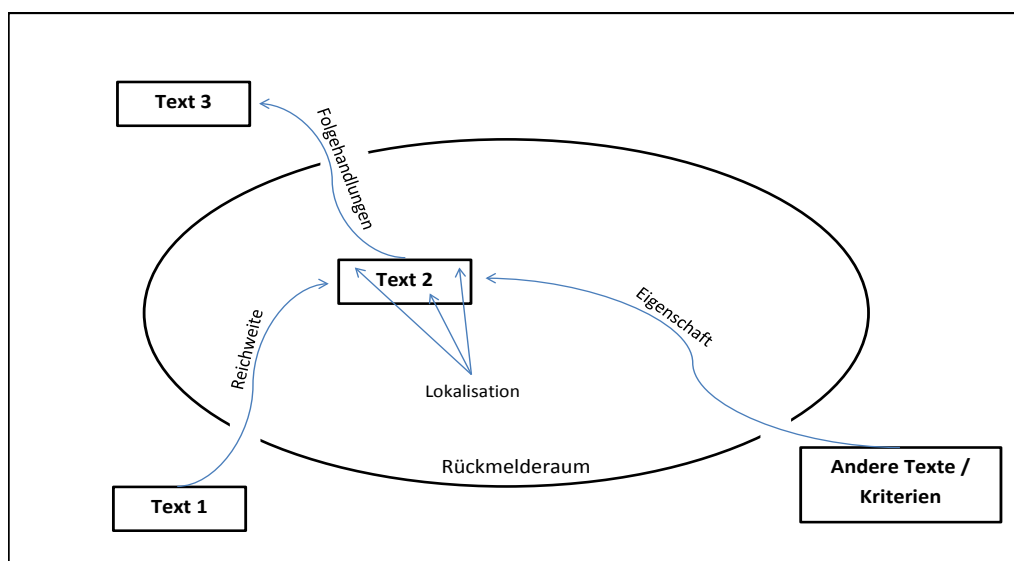 Text 3
Folgehandlungen
Text 2
Reichweite
Eigenschaft
Lokalisation
Rückmelderaum
Text 1
Andere Texte /
Kriterien